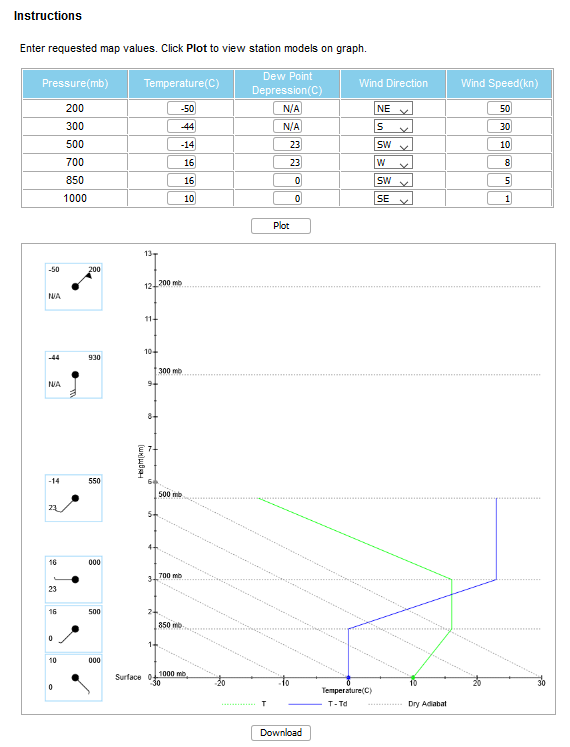 Instructions
Enter requested map values. Click Plot to view station models on graph.
Pressure(mb) Temperature(C) Dew Point Depression(C) Wind Direction Wind Speed(kn)
200 -50 N/A NE 50
300 -44 N/A S 30
500 -14 23 SW 10
700 16 23 W 8
850 16 0 SW 5
1000 10 0 SE 1
Plot
13
-50 200
12 200 mb
N/A
11
10
-44 930
300 mb
N/A
9
8
7
Height(km)
6
-14 550
500 mb
23
5
4
16 000
3 700 mb
23
16 500
2
850 mb
0
1
10 000
0
Surface 0 1000 mb
-30 -20 -10 0 10 20 30
Temperature(C)
T T - Td Dry Adiabat
Download